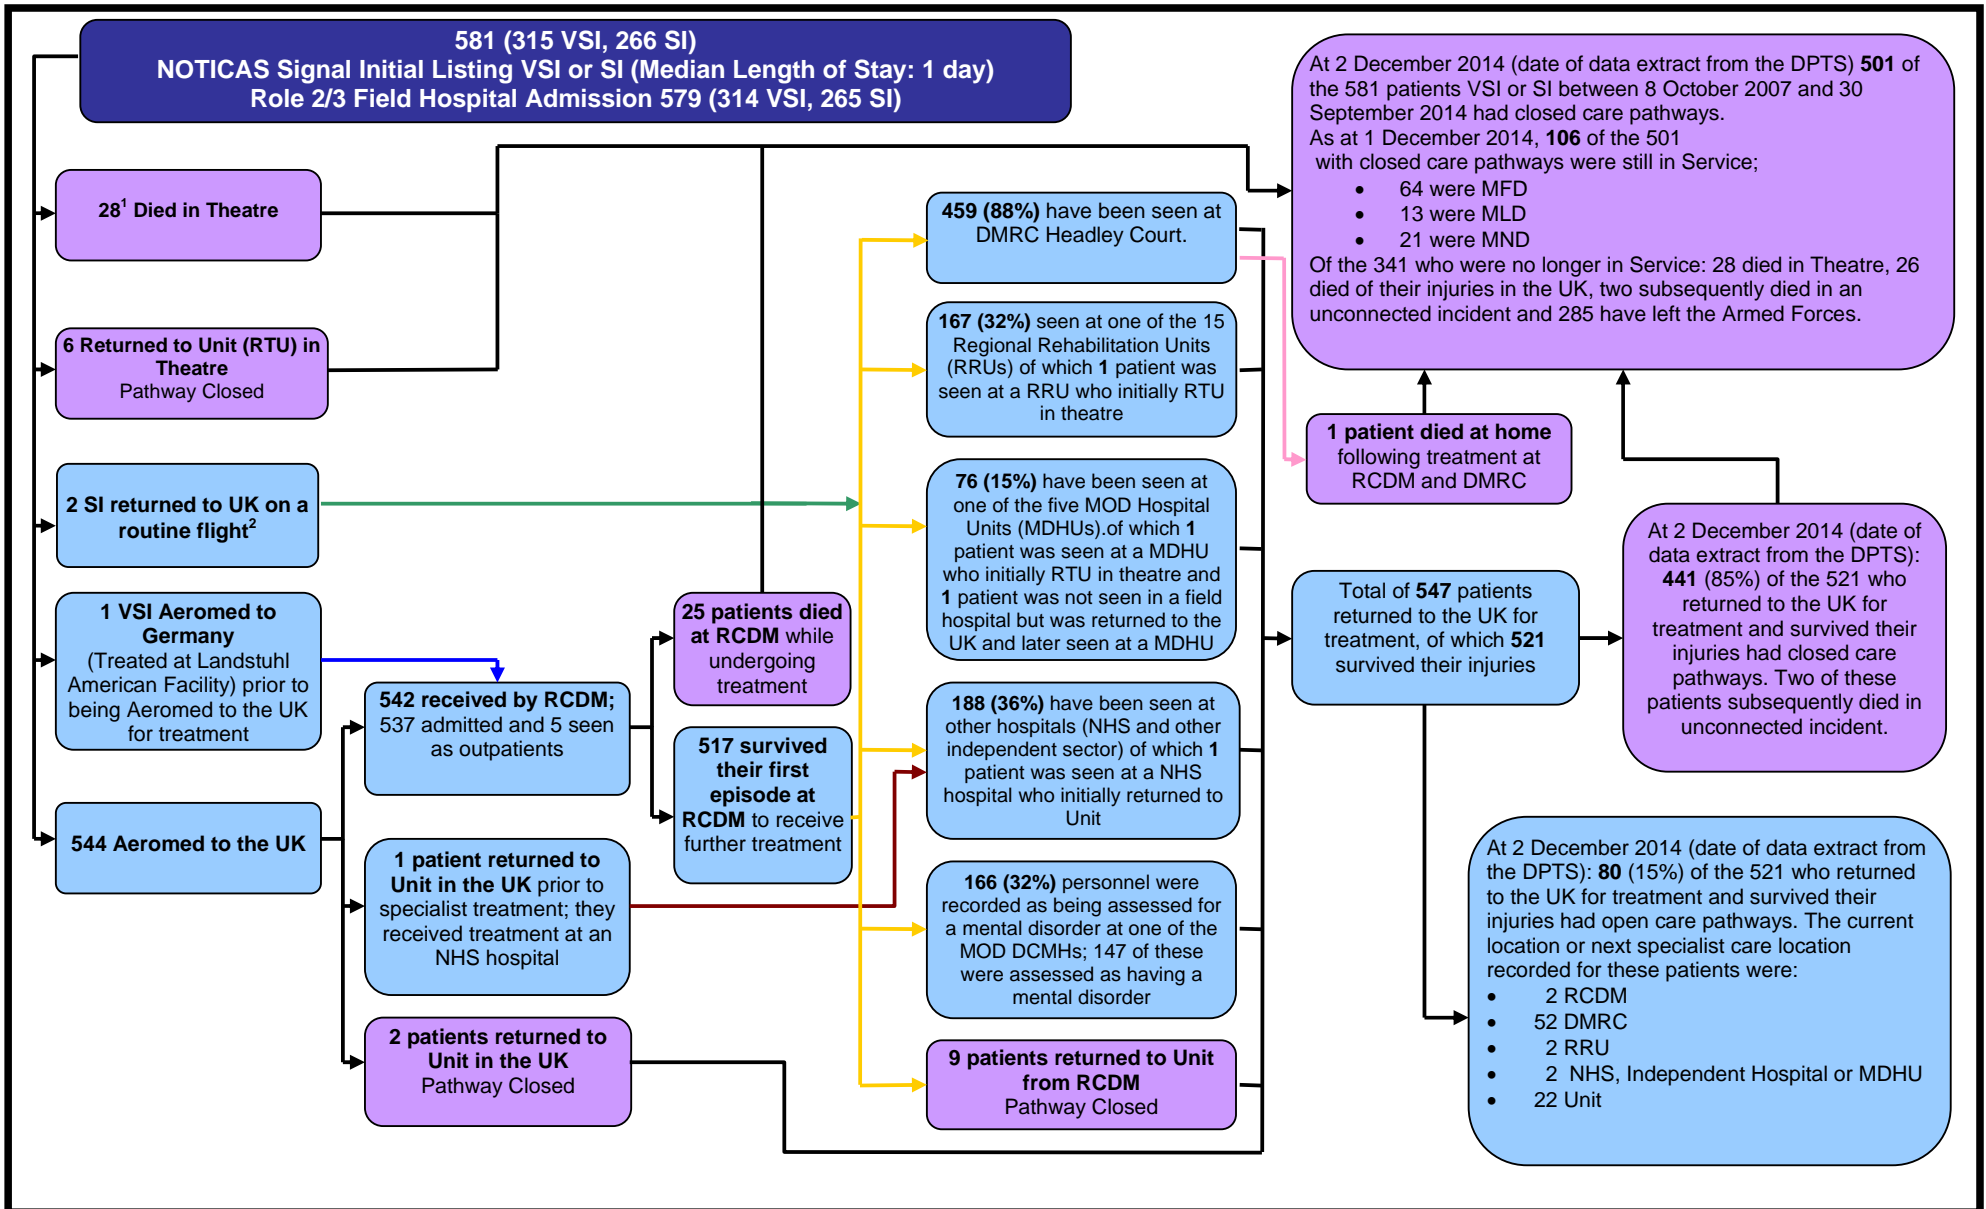 581 (315 VSI, 266 SI)
NOTICAS Signal Initial Listing VSI or SI (Median Length of Stay: 1 day)
Role 2/3 Field Hospital Admission 579 (314 VSI, 265 SI)
28¹ Died in Theatre
6 Returned to Unit (RTU) in
Theatre
Pathway Closed
2 SI returned to UK on a
routine flight²
1 VSI Aeromed to
Germany
(Treated at Landstuhl
American Facility) prior to
being Aeromed to the UK
for treatment
544 Aeromed to the UK
542 received by RCDM;
537 admitted and 5 seen
as outpatients
1 patient returned to
Unit in the UK prior to
specialist treatment; they
received treatment at an
NHS hospital
2 patients returned to
Unit in the UK
Pathway Closed
25 patients died
at RCDM while
undergoing
treatment
517 survived
their first
episode at
RCDM to receive
further treatment
459 (88%) have been seen at
DMRC Headley Court.
167 (32%) seen at one of the 15
Regional Rehabilitation Units
(RRUs) of which 1 patient was
seen at a RRU who initially RTU
in theatre
76 (15%) have been seen at
one of the five MOD Hospital
Units (MDHUs).of which 1
patient was seen at a MDHU
who initially RTU in theatre and
1 patient was not seen in a field
hospital but was returned to the
UK and later seen at a MDHU
188 (36%) have been seen at
other hospitals (NHS and other
independent sector) of which 1
patient was seen at a NHS
hospital who initially returned to
Unit
166 (32%) personnel were
recorded as being assessed for
a mental disorder at one of the
MOD DCMHs; 147 of these
were assessed as having a
mental disorder
9 patients returned to Unit
from RCDM
Pathway Closed
At 2 December 2014 (date of data extract from the DPTS) 501 of
the 581 patients VSI or SI between 8 October 2007 and 30
September 2014 had closed care pathways.
As at 1 December 2014, 106 of the 501
with closed care pathways were still in Service;
• 64 were MFD
• 13 were MLD
• 21 were MND
Of the 341 who were no longer in Service: 28 died in Theatre, 26
died of their injuries in the UK, two subsequently died in an
unconnected incident and 285 have left the Armed Forces.
1 patient died at home
following treatment at
RCDM and DMRC
Total of 547 patients
returned to the UK for
treatment, of which 521
survived their injuries
At 2 December 2014 (date of
data extract from the DPTS):
441 (85%) of the 521 who
returned to the UK for
treatment and survived their
injuries had closed care
pathways. Two of these
patients subsequently died in
unconnected incident.
At 2 December 2014 (date of data extract from
the DPTS): 80 (15%) of the 521 who returned
to the UK for treatment and survived their
injuries had open care pathways. The current
location or next specialist care location
recorded for these patients were:
• 2 RCDM
• 52 DMRC
• 2 RRU
• 2 NHS, Independent Hospital or MDHU
• 22 Unit